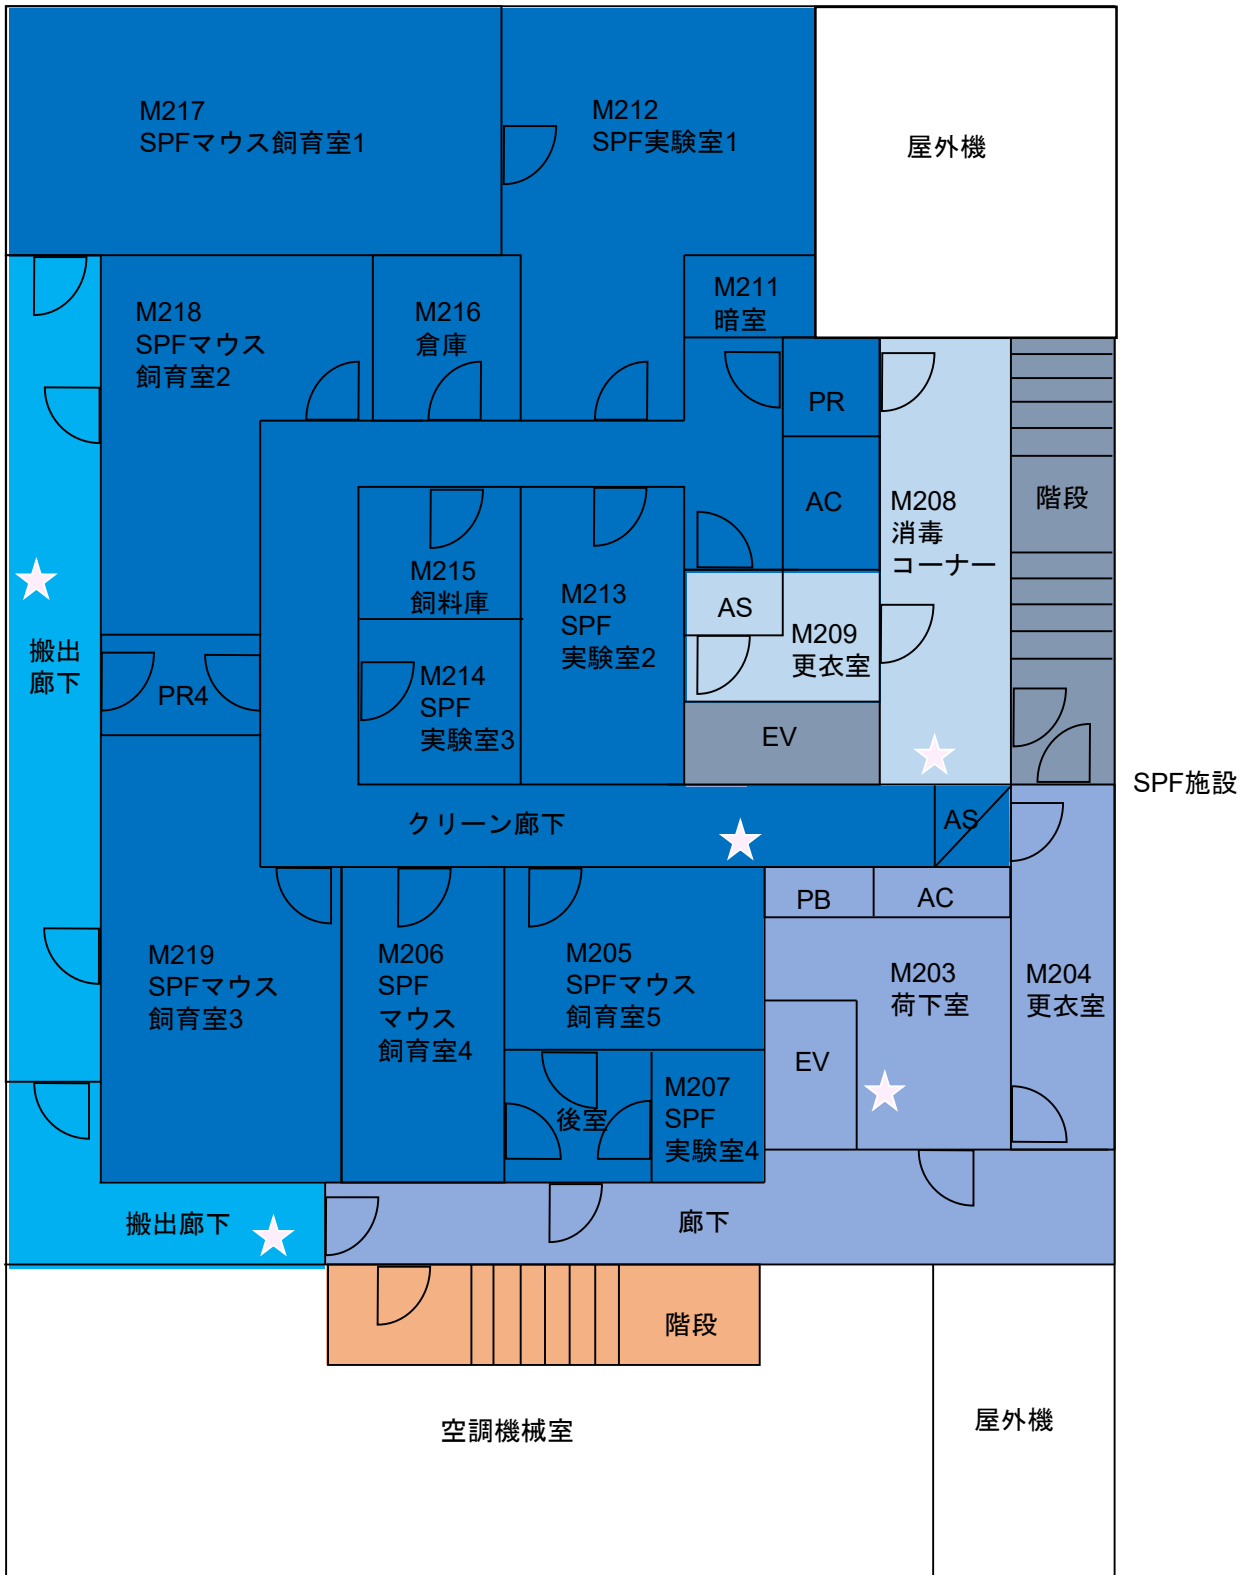 M217
SPFマウス飼育室1
M212
SPF実験室1
屋外機
M218
SPFマウス
飼育室2
M216
倉庫
M211
暗室
PR
AC
M208
消毒
コーナー
階段
M215
飼料庫
M213
SPF
実験室2
AS
M209
更衣室
搬出
廊下
PR4
M214
SPF
実験室3
EV
SPF施設
クリーン廊下
AS
PB
AC
M219
SPFマウス
飼育室3
M206
SPF
マウス
飼育室4
M205
SPFマウス
飼育室5
M203
荷下室
M204
更衣室
EV
後室
M207
SPF
実験室4
搬出廊下
廊下
階段
空調機械室
屋外機